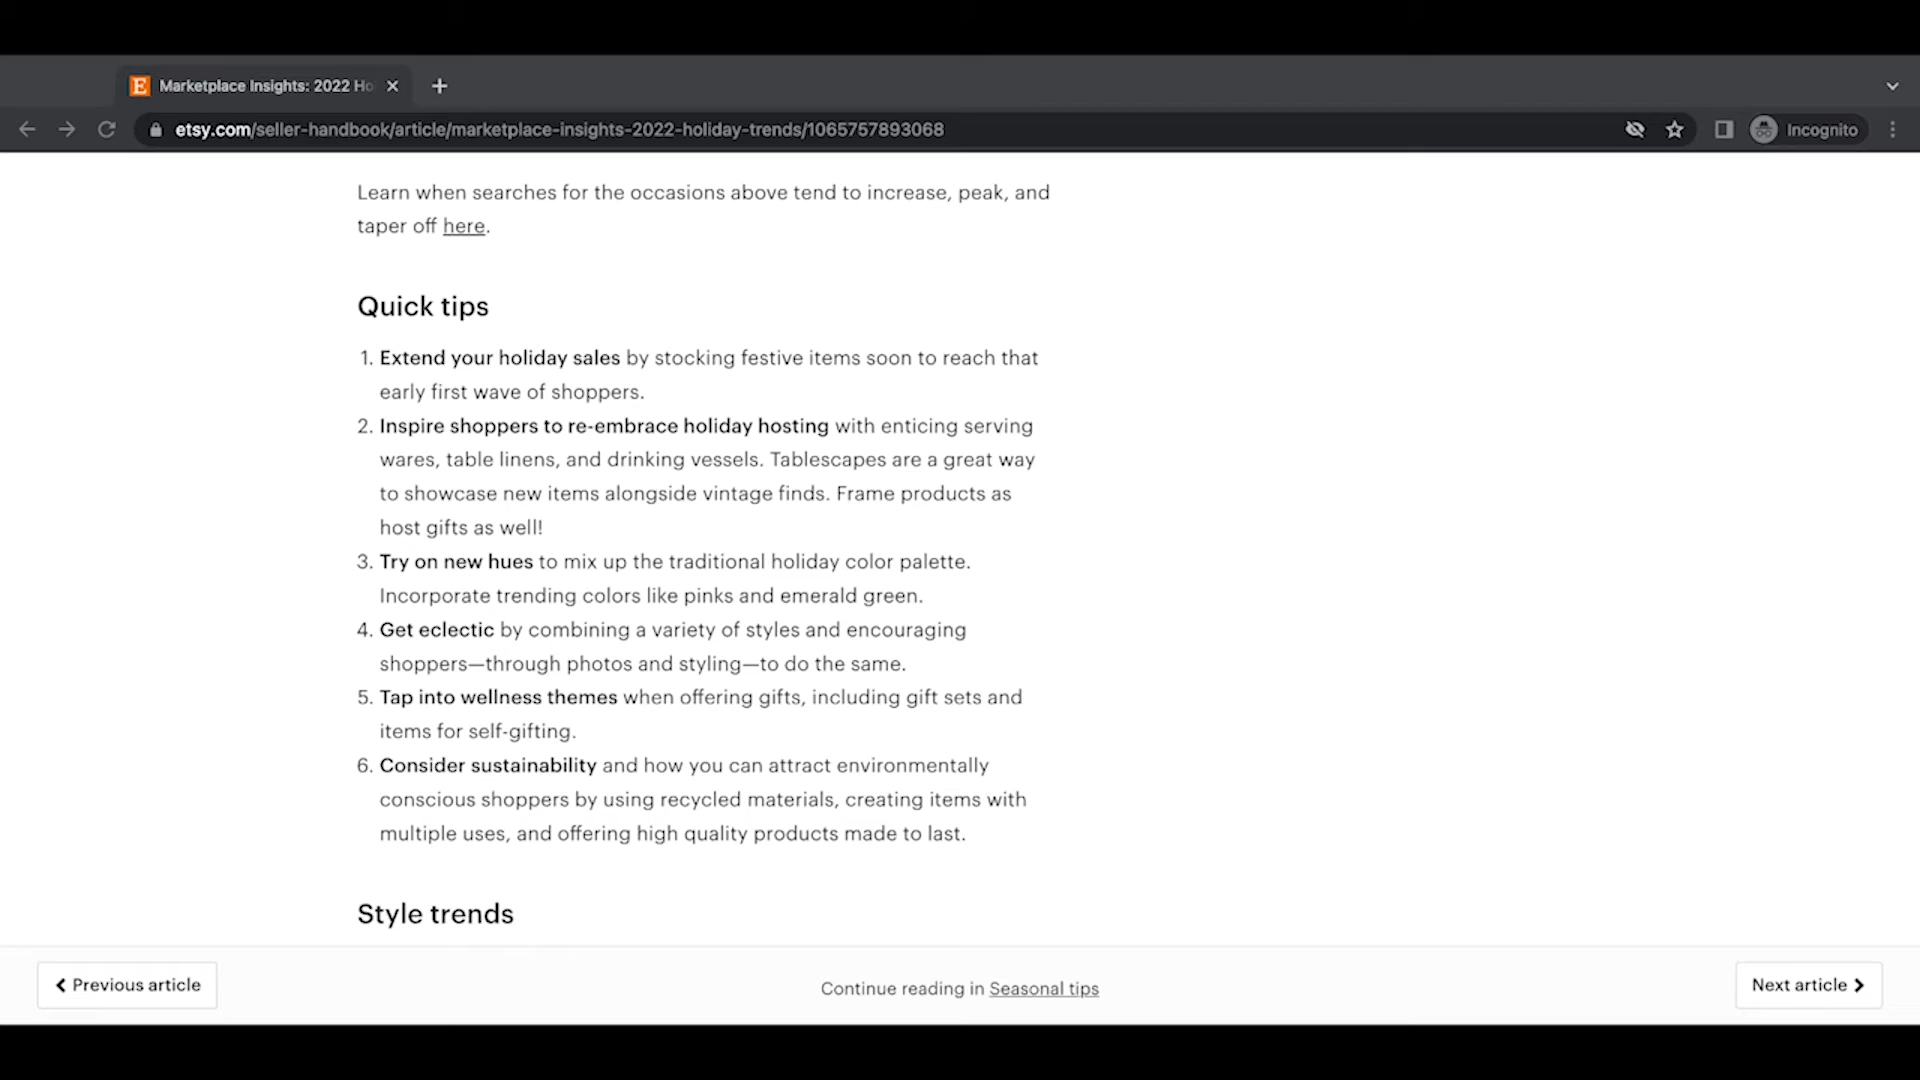 Marketplace Insights: 2022 Ho
etsy.com/seller-handbook/article/marketplace-insights-2022-holiday-trends/1065757893068
Incognito
Learn when searches for the occasions above tend to increase, peak, and
taper off here.
Quick tips
1. Extend your holiday sales by stocking festive items soon to reach that
early first wave of shoppers.
2. Inspire shoppers to re-embrace holiday hosting with enticing serving
wares, table linens, and drinking vessels. Tablescapes are a great way
to showcase new items alongside vintage finds. Frame products as
host gifts as well!
3. Try on new hues to mix up the traditional holiday color palette.
Incorporate trending colors like pinks and emerald green.
4. Get eclectic by combining a variety of styles and encouraging
shoppers—through photos and styling—to do the same.
5. Tap into wellness themes when offering gifts, including gift sets and
items for self-gifting.
6. Consider sustainability and how you can attract environmentally
conscious shoppers by using recycled materials, creating items with
multiple uses, and offering high quality products made to last.
Style trends
Previous article
Continue reading in Seasonal tips
Next article